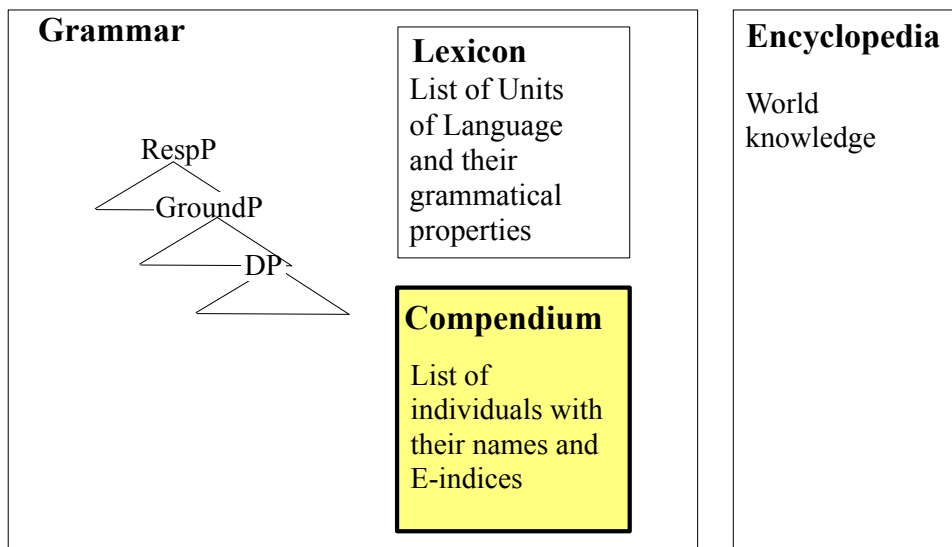 Grammar
RespP
GroundP
DP
Lexicon
List of Units
of Language
and their
grammatical
properties
Compendium
List of
individuals with
their names and
E-indices
Encyclopedia
World
knowledge